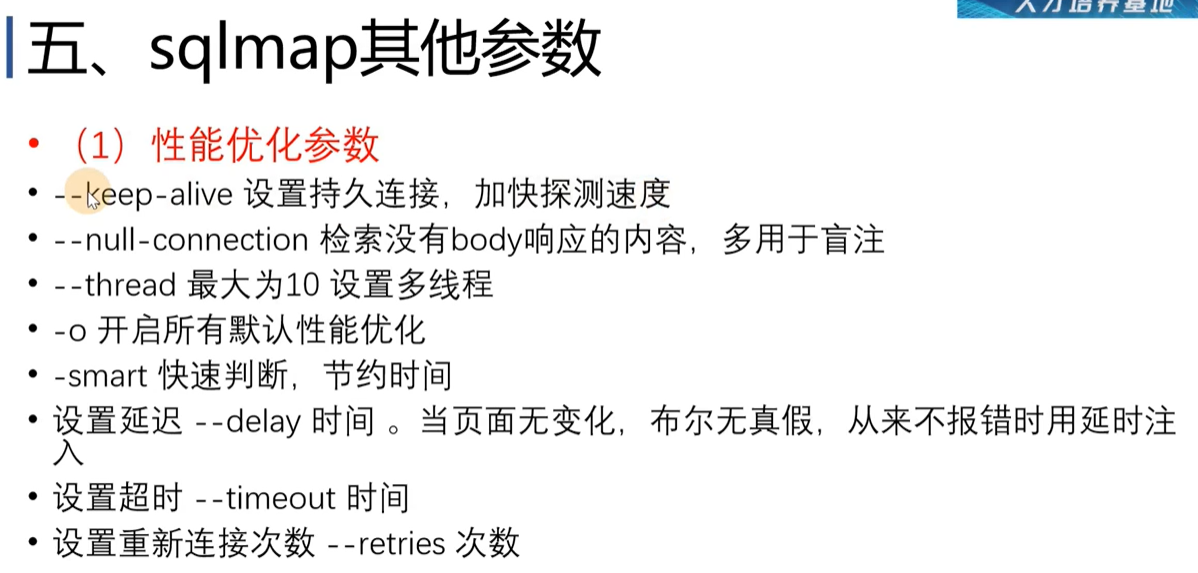 人才培养基地
五、sqlmap其他参数
• （1）性能优化参数
• --keep-alive 设置持久连接，加快探测速度
• --null-connection 检索没有body响应的内容，多用于盲注
• --thread 最大为10 设置多线程
• -o 开启所有默认性能优化
• -smart 快速判断，节约时间
• 设置延迟 --delay 时间 。当页面无变化，布尔无真假，从来不报错时用延时注
入
• 设置超时 --timeout 时间
• 设置重新连接次数 --retries 次数